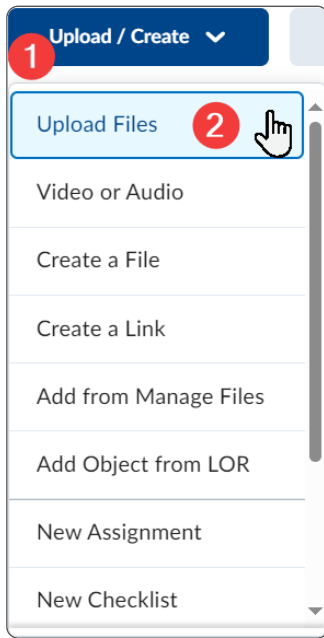 Upload / Create
1
Upload Files 2
Video or Audio
Create a File
Create a Link
Add from Manage Files
Add Object from LOR
New Assignment
New Checklist